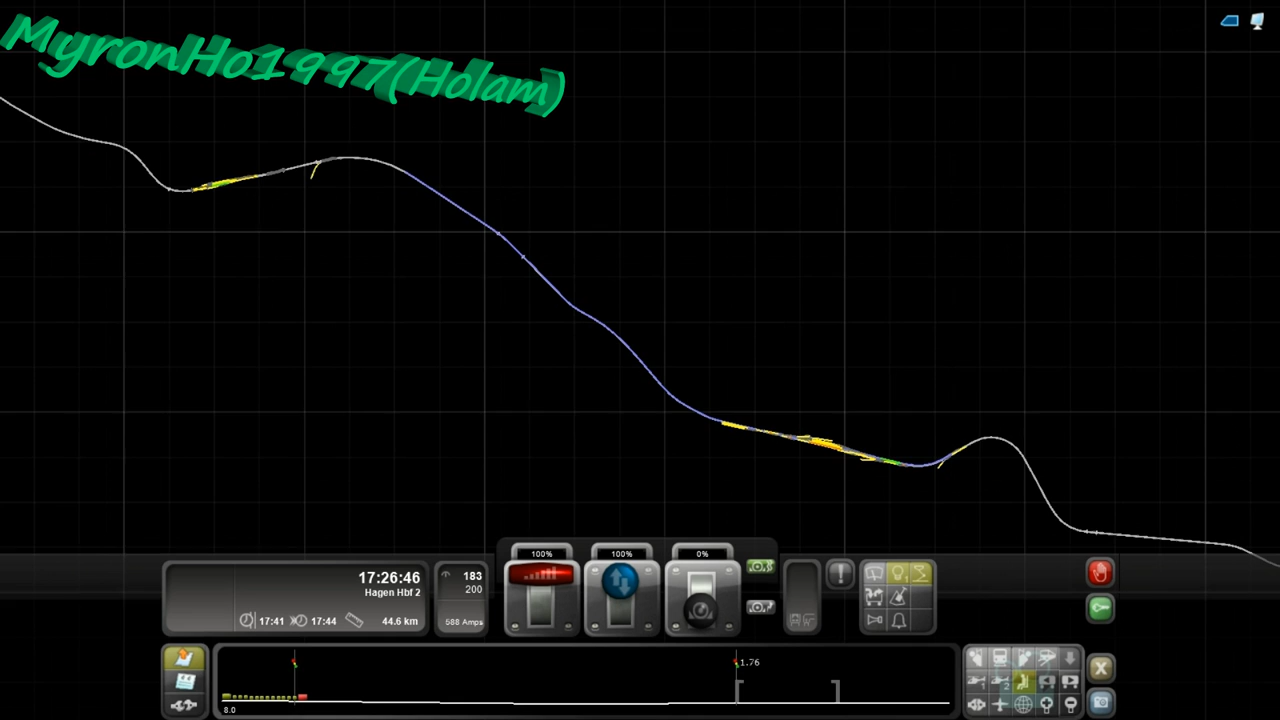 MyronHo1997(Holam)
17:26:46
Hagen Hbf 2
17:41 17:44 44.6 km
183
200
588 Amps
100% 100% 0%
1.76
8.0